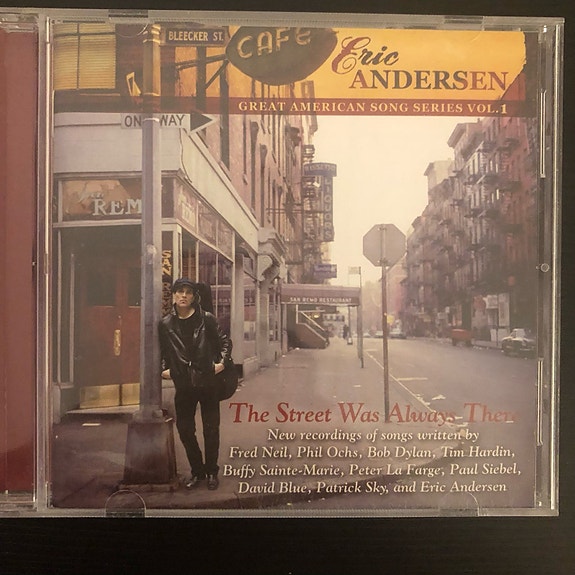 BLEECKER ST.
CAFE
Eric
ANDERSEN
GREAT AMERICAN SONG SERIES VOL.1
ONE WAY
REMO
SAN REMO RESTAURANT
The Street Was Always There
New recordings of songs written by
Fred Neil, Phil Ochs, Bob Dylan, Tim Hardin,
Buffy Sainte-Marie, Peter La Farge, Paul Siebel,
David Blue, Patrick Sky, and Eric Andersen